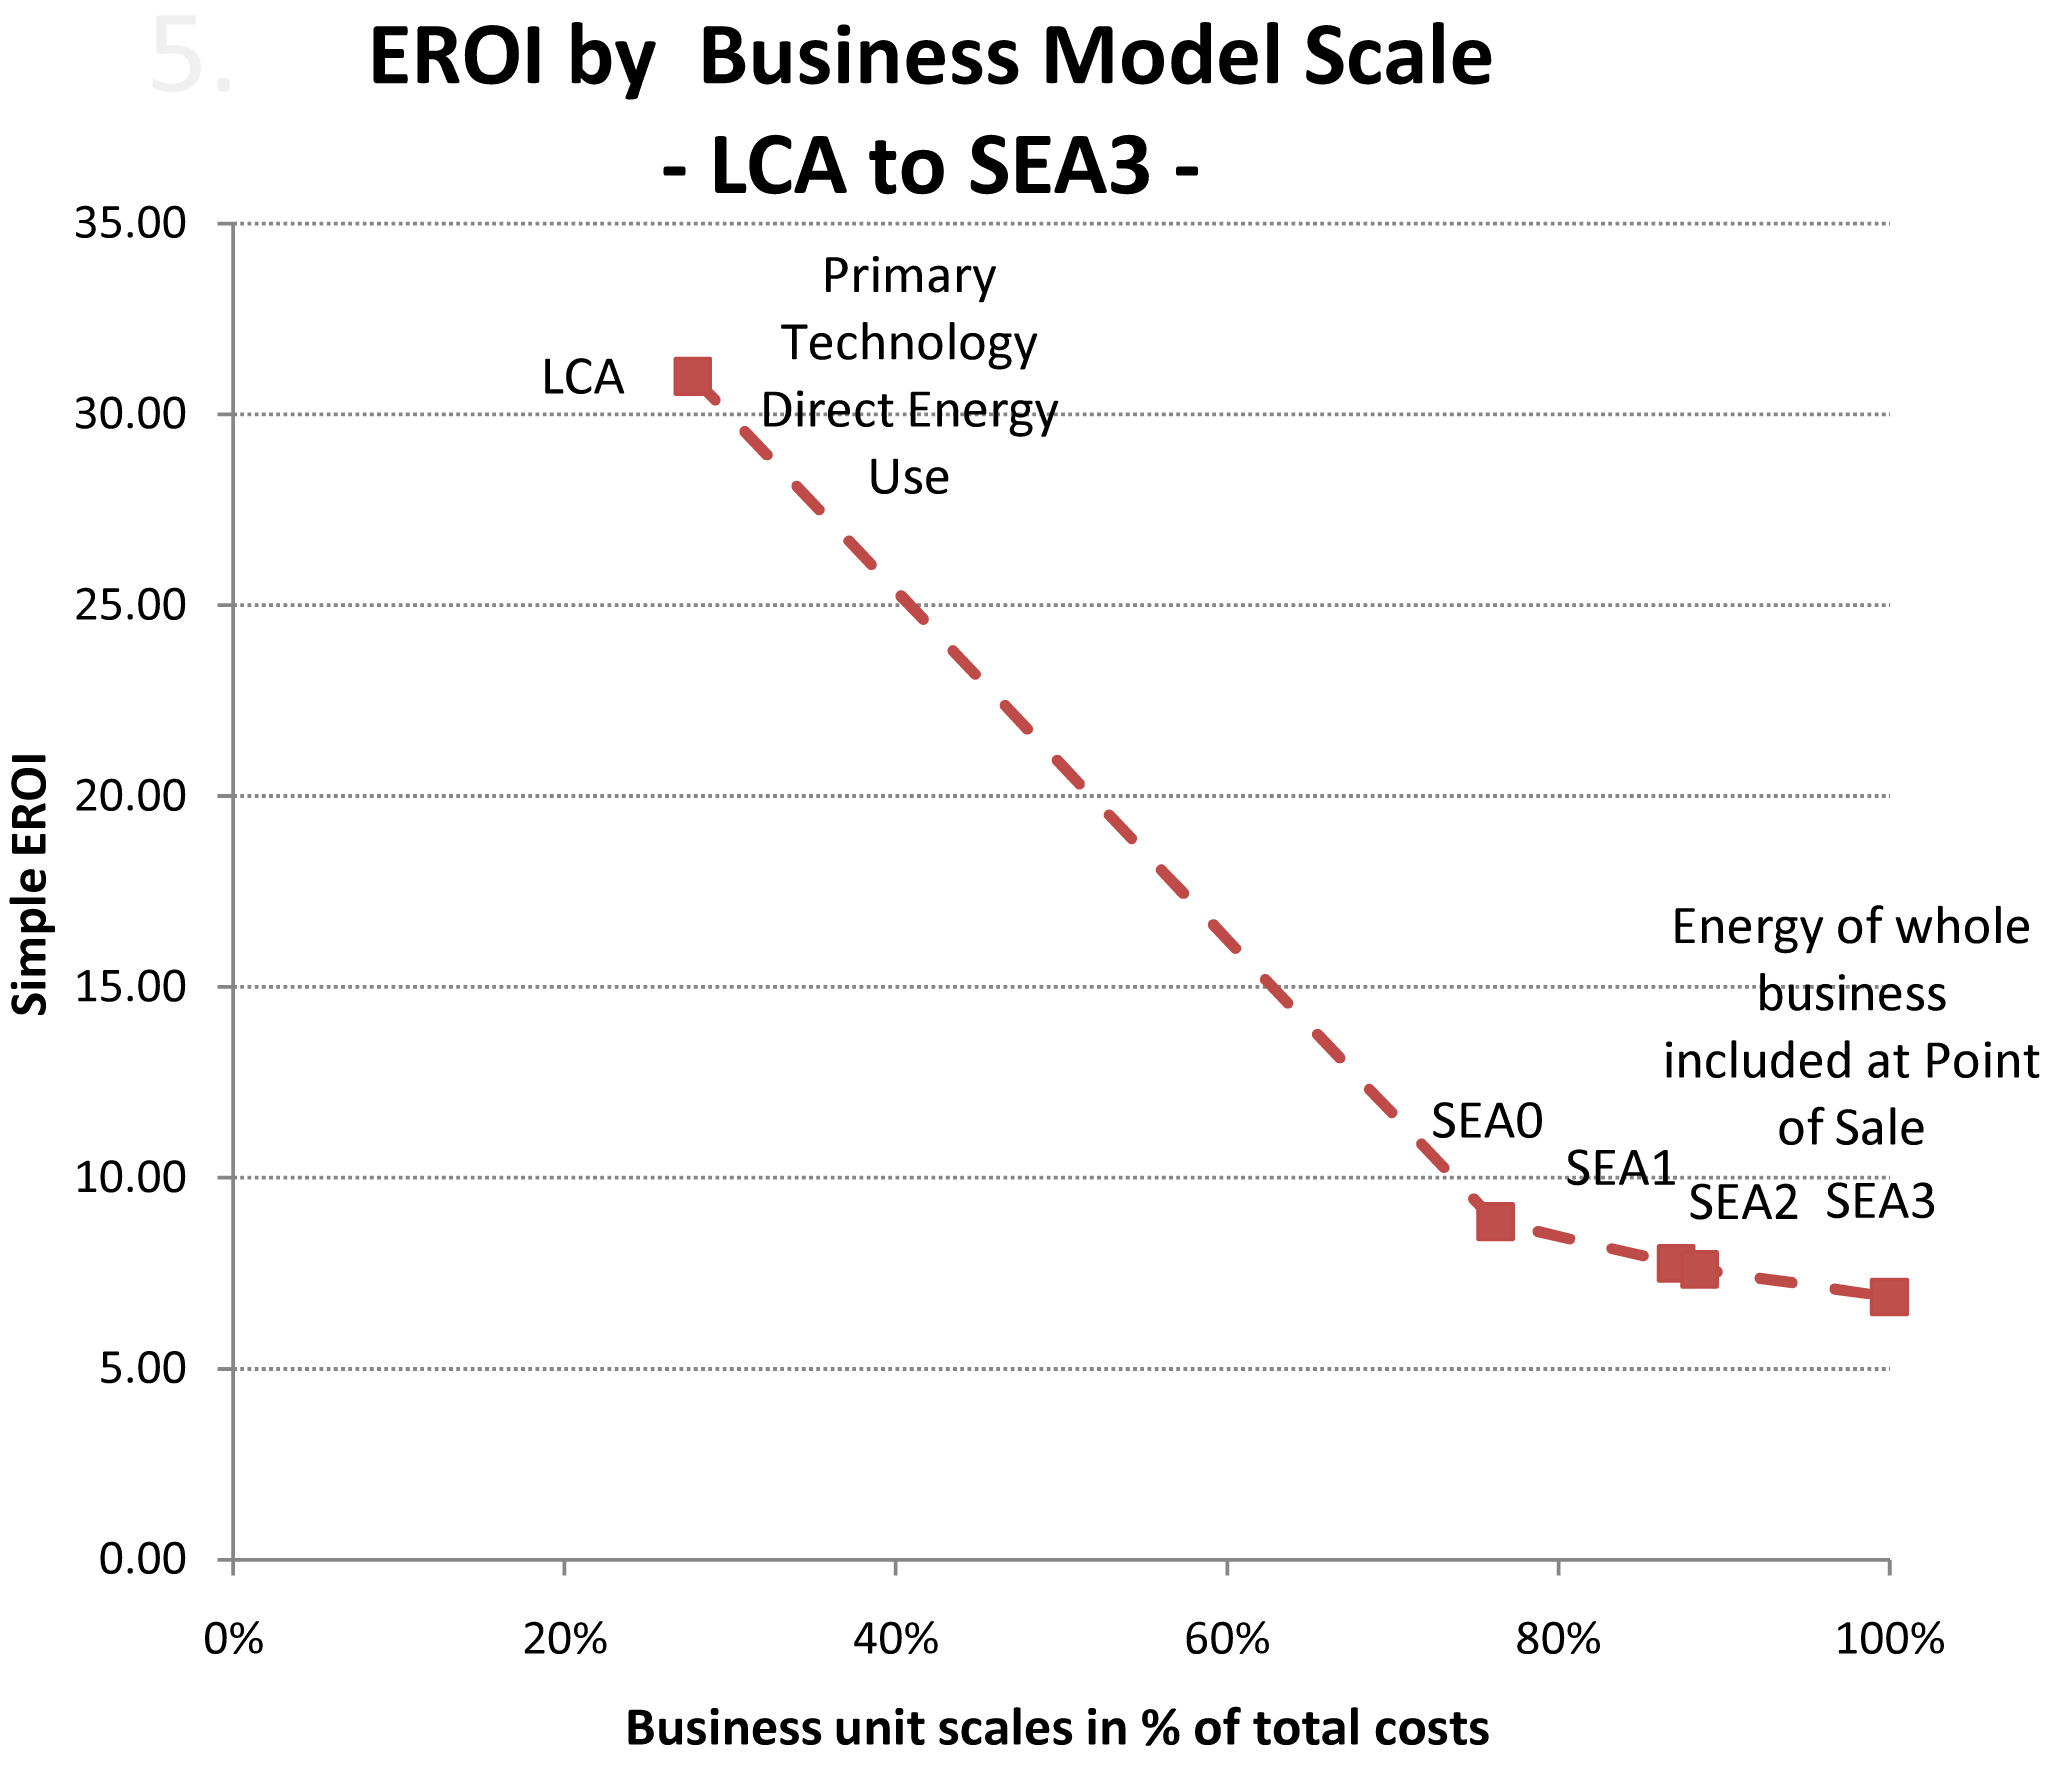 5.
EROI by Business Model Scale
- LCA to SEA3 -
35.00
30.00
25.00
20.00
15.00
10.00
5.00
0.00
Simple EROI
LCA
Primary
Technology
Direct Energy
Use
Energy of whole
business
included at Point
of Sale
SEA0
SEA1
SEA2
SEA3
0%
20%
40%
60%
80%
100%
Business unit scales in % of total costs